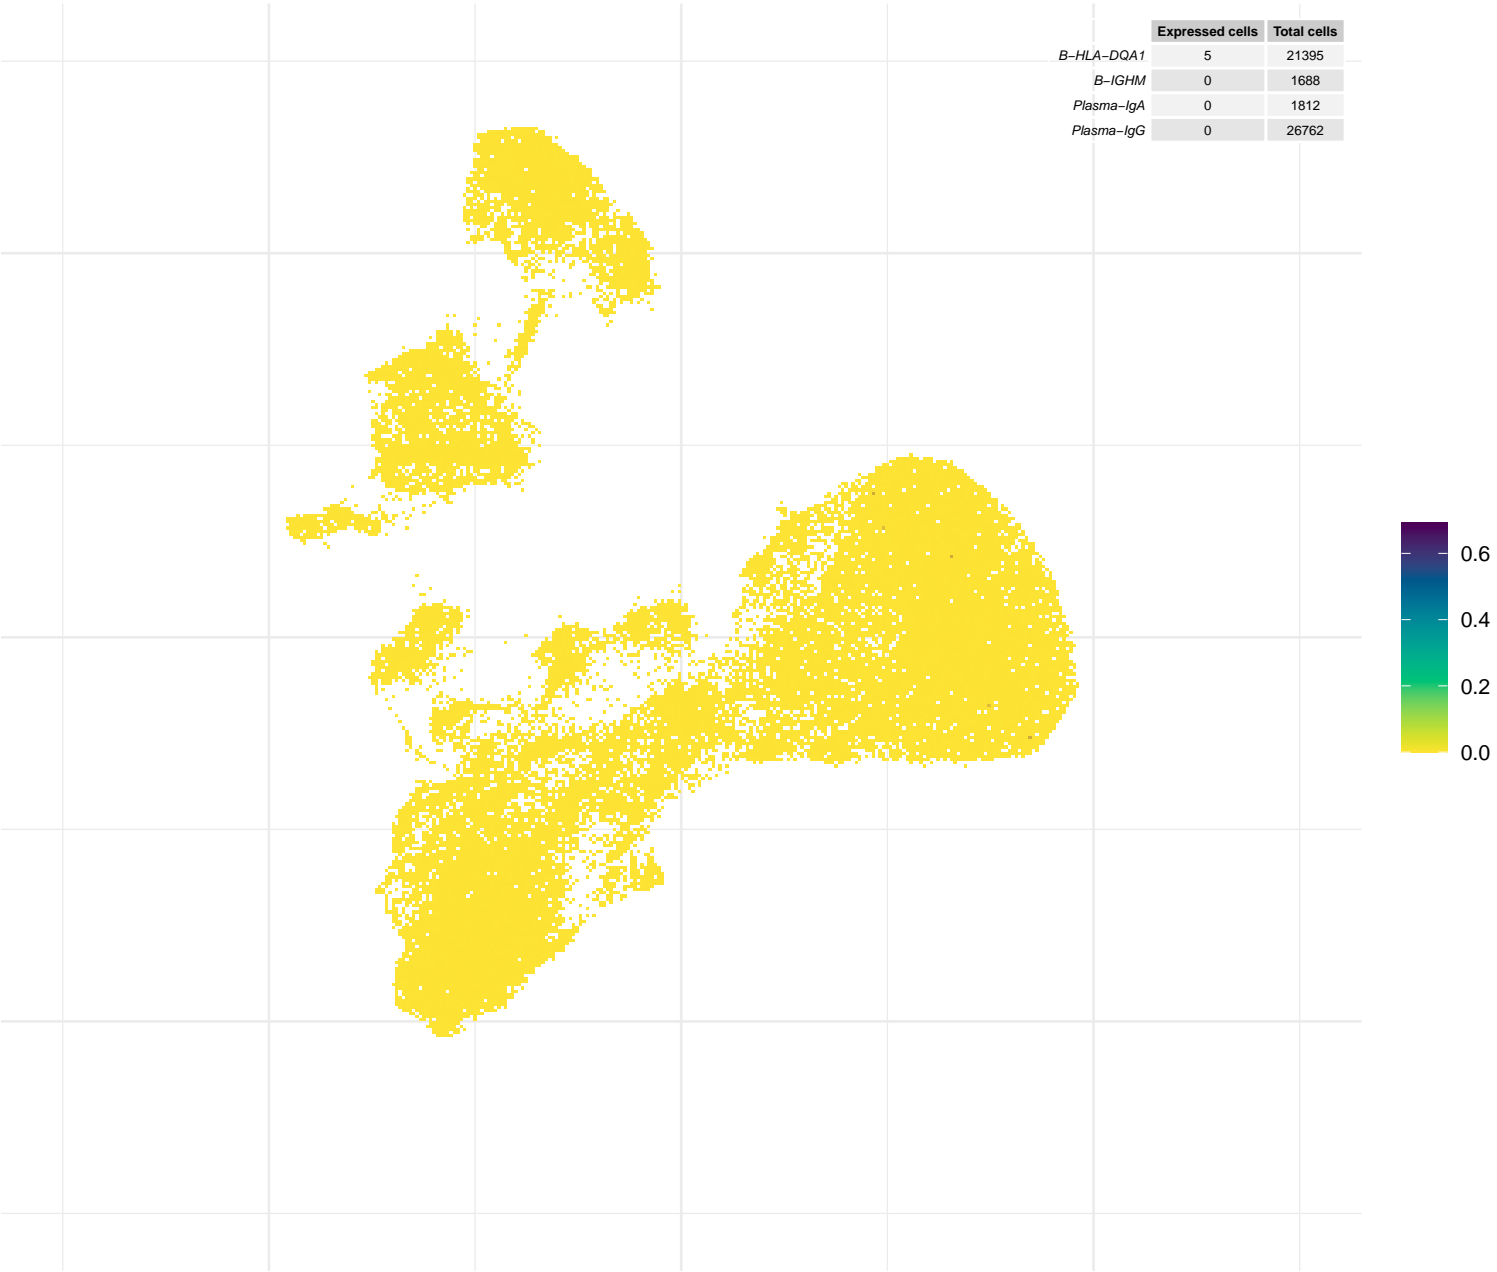 Expressed cells Total cells
B−HLA−DQA1 5 21395
B−IGHM 0 1688
Plasma−IgA 0 1812
Plasma−IgG 0 26762
0.6
0.4
0.2
0.0